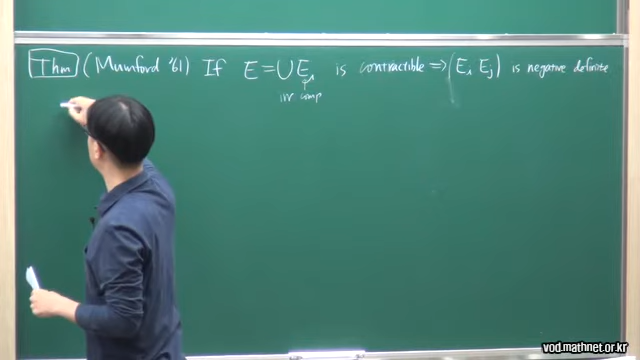 Thm (Mumford '61) If E = ∪E_i is contractible ⇒ (E_i E_j) is negative definite
irr comp
vod.mathnet.or.kr